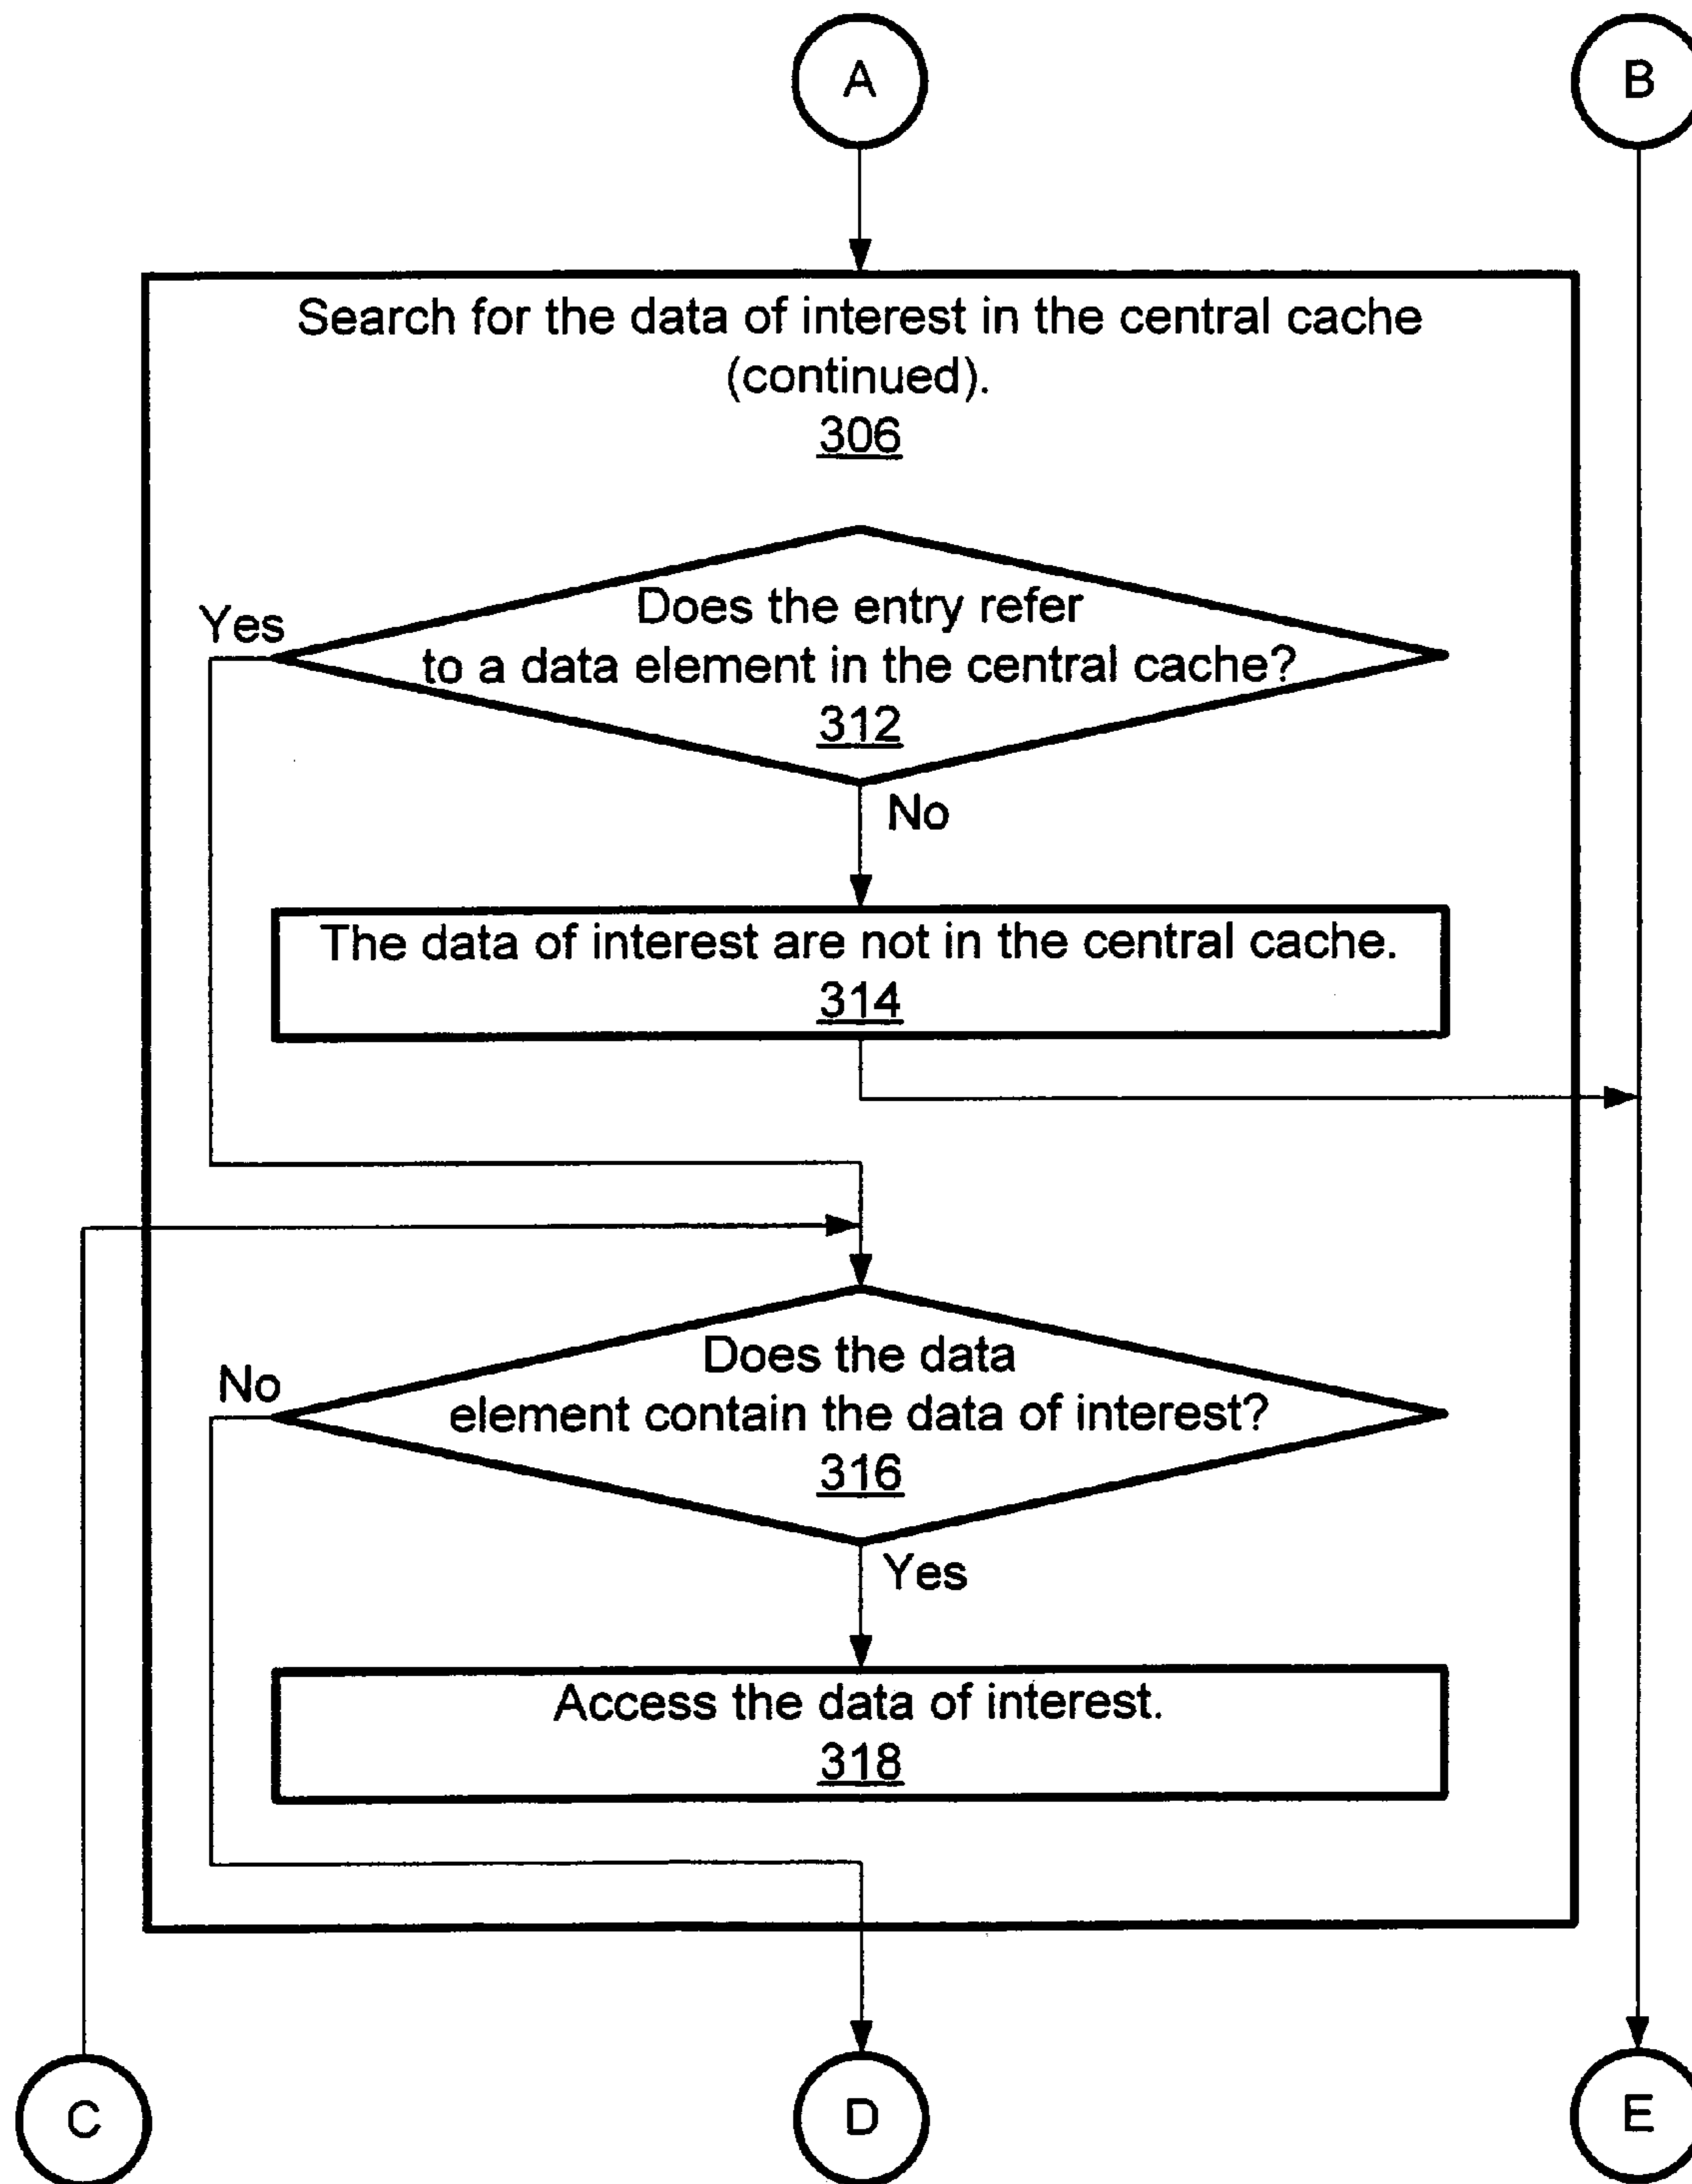 A
B
Search for the data of interest in the central cache
(continued).
306
Does the entry refer
to a data element in the central cache?
312
Yes
No
The data of interest are not in the central cache.
314
Does the data
element contain the data of interest?
316
No
Yes
Access the data of interest.
318
C
D
E